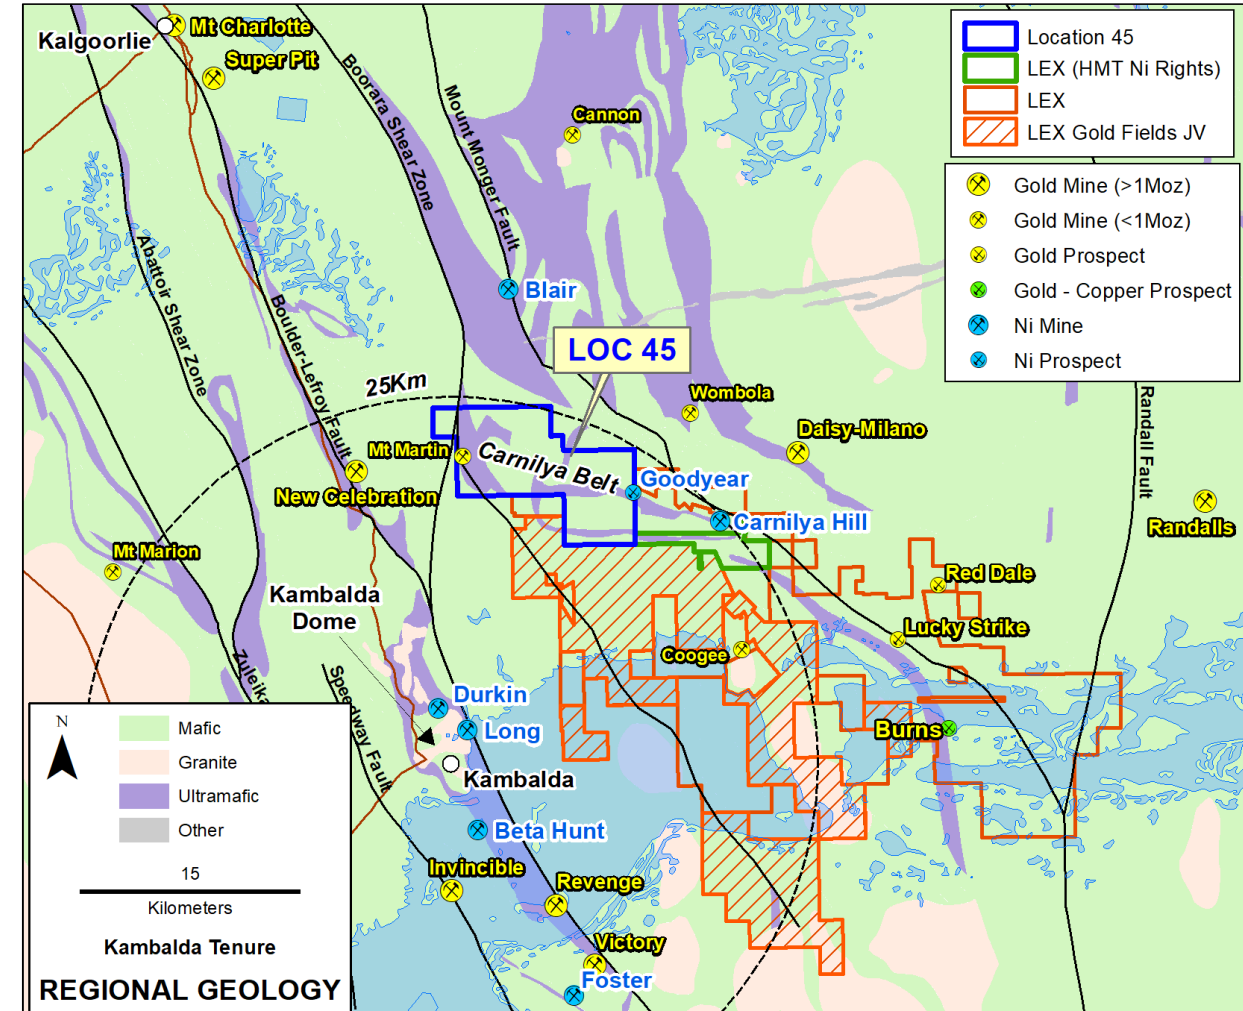 Kalgoorlie
Mt Charlotte
Super Pit
Boorara Shear Zone
Mount Monger Fault
Cannon
Location 45
LEX (HMT Ni Rights)
LEX
LEX Gold Fields JV
Gold Mine (>1Moz)
Gold Mine (<1Moz)
Gold Prospect
Gold - Copper Prospect
Ni Mine
Ni Prospect
Abattoir Shear Zone
Boulder-Lefroy Fault
Blair
LOC 45
25Km
Wombola
Randall Fault
Mt Martin
Carnilya Belt
Daisy-Milano
New Celebration
Goodyear
Carnilya Hill
Randalls
Mt Marion
Kambalda
Dome
Red Dale
Lucky Strike
Coogee
Zuleika
Speedway Fault
Durkin
Long
Burns
Kambalda
Beta Hunt
Invincible
Revenge
Victory
Foster
N
Mafic
Granite
Ultramafic
Other
15
Kilometers
Kambalda Tenure
REGIONAL GEOLOGY